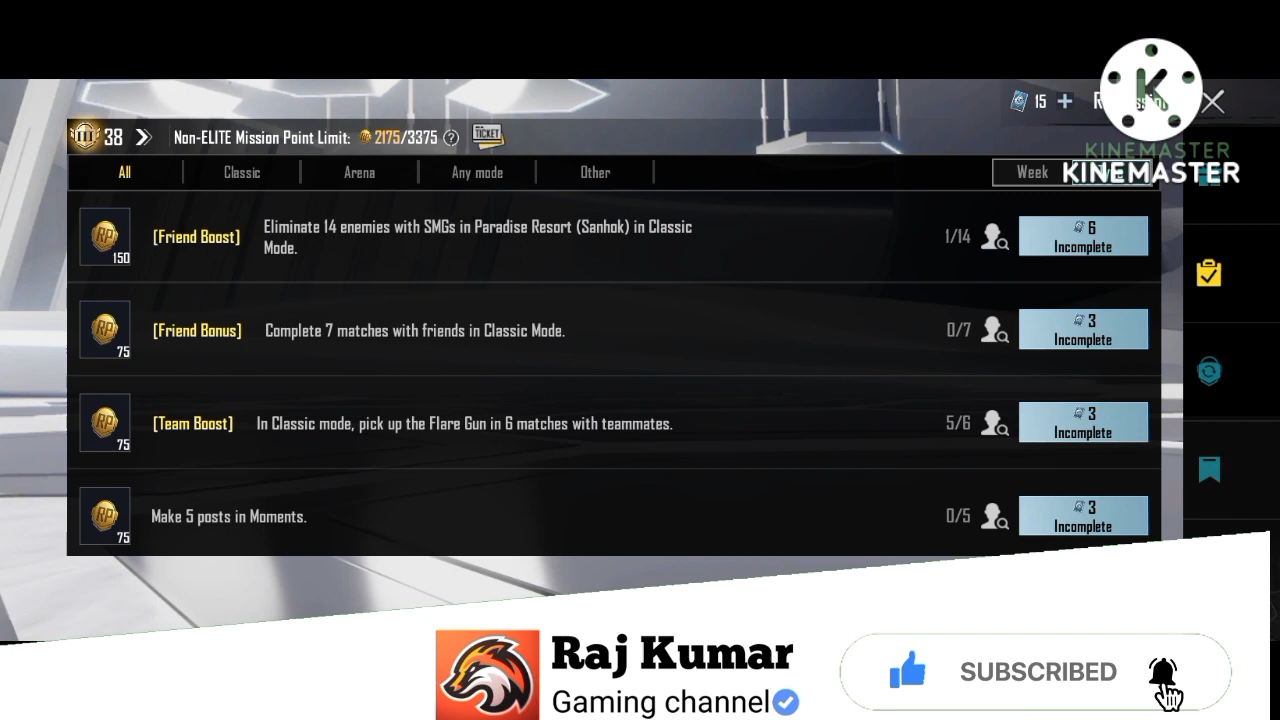 15
KINEMASTER
KINEMASTER
38 Non-ELITE Mission Point Limit: 2175/3375 TICKET
All Classic Arena Any mode Other Week
RP 150 [Friend Boost] Eliminate 14 enemies with SMGs in Paradise Resort (Sanhok) in Classic Mode. 1/14 6 Incomplete
RP 75 [Friend Bonus] Complete 7 matches with friends in Classic Mode. 0/7 3 Incomplete
RP 75 [Team Boost] In Classic mode, pick up the Flare Gun in 6 matches with teammates. 5/6 3 Incomplete
RP 75 Make 5 posts in Moments. 0/5 3 Incomplete
Raj Kumar
Gaming channel
SUBSCRIBED